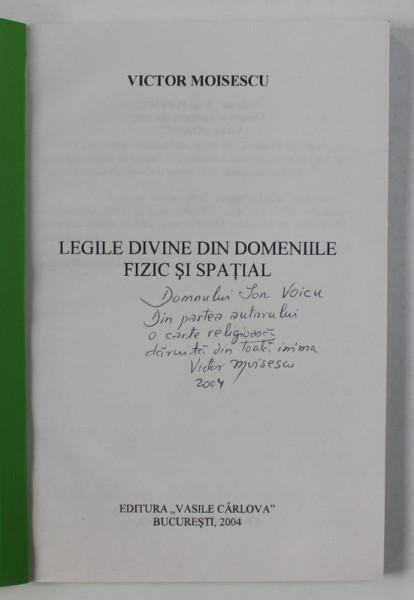 VICTOR MOISESCU
LEGILE DIVINE DIN DOMENIILE
FIZIC ŞI SPAŢIAL
Domnului Ion Voicu
Din partea autorului
o carte religioasă
dăruită din toată inima
Victor Moisescu
2004
EDITURA „VASILE CÂRLOVA”
BUCUREŞTI, 2004